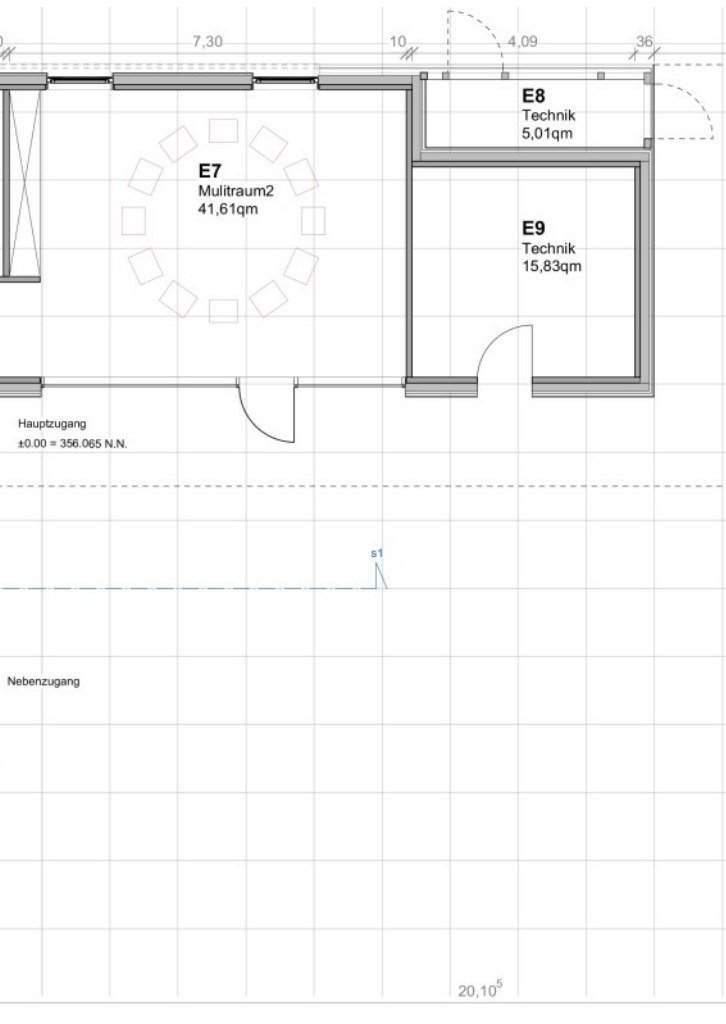 7,30
10
4,09
36
E8
Technik
5,01qm
E7
Mulitraum2
41,61qm
E9
Technik
15,83qm
Hauptzugang
±0.00 = 356.065 N.N.
s1
Nebenzugang
20,10⁵